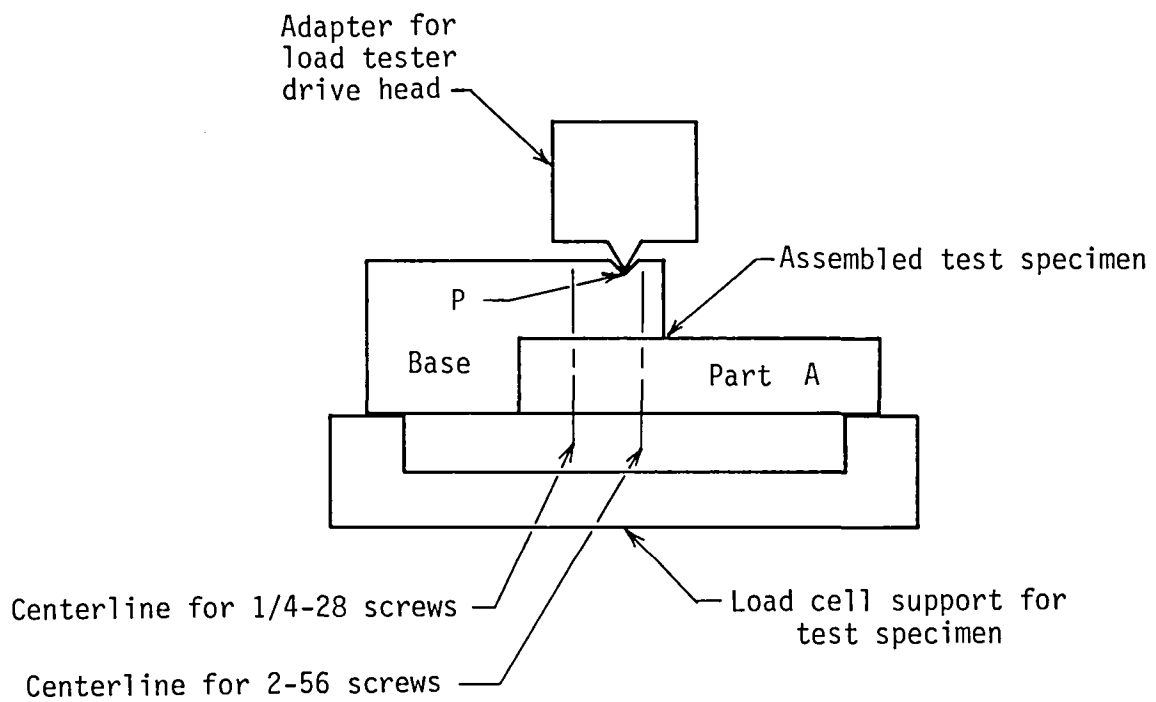 Adapter for
load tester
drive head
Assembled test specimen
P
Base
Part A
Centerline for 1/4-28 screws
Load cell support for
test specimen
Centerline for 2-56 screws